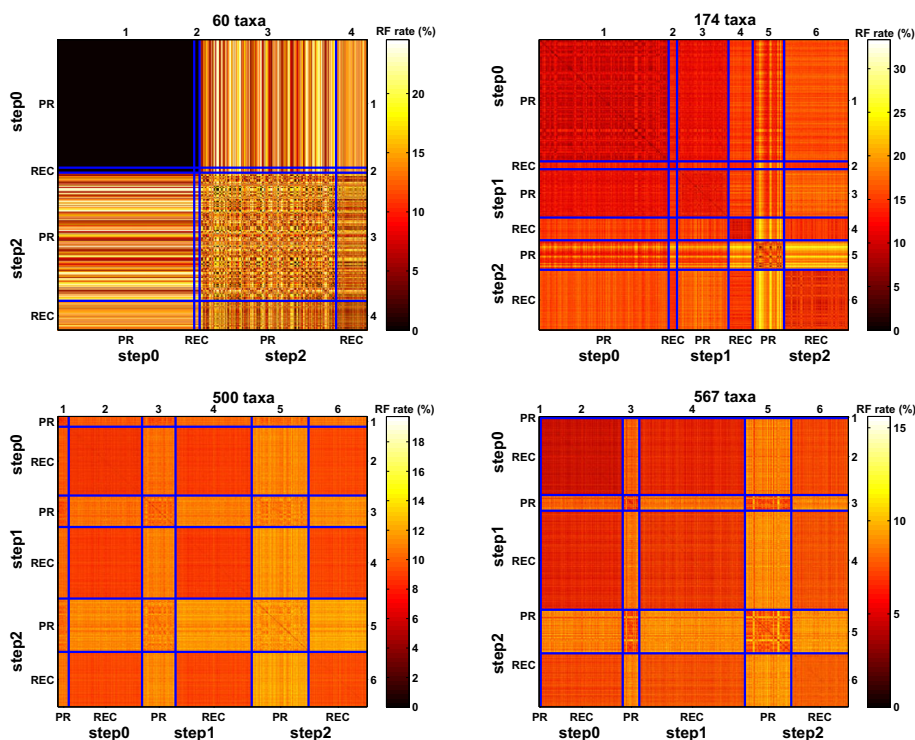 60 taxa
RF rate (%)
1 2 3 4
step0
PR
REC
step2
PR
REC
1
2
3
4
20
15
10
5
0
PR REC PR REC
step0 step2
174 taxa
RF rate (%)
1 2 3 4 5 6
step0
PR
REC
step1
PR
REC
step2
PR
REC
1
2
3
4
5
6
30
25
20
15
10
5
0
PR REC PR REC PR REC
step0 step1 step2
500 taxa
RF rate (%)
1 2 3 4 5 6
step0
PR
REC
step1
PR
REC
step2
PR
REC
1
2
3
4
5
6
18
16
14
12
10
8
6
4
2
0
PR REC PR REC PR REC
step0 step1 step2
567 taxa
RF rate (%)
1 2 3 4 5 6
step0
PR
REC
step1
PR
REC
step2
PR
REC
1
2
3
4
5
6
15
10
5
0
PR REC PR REC PR REC
step0 step1 step2